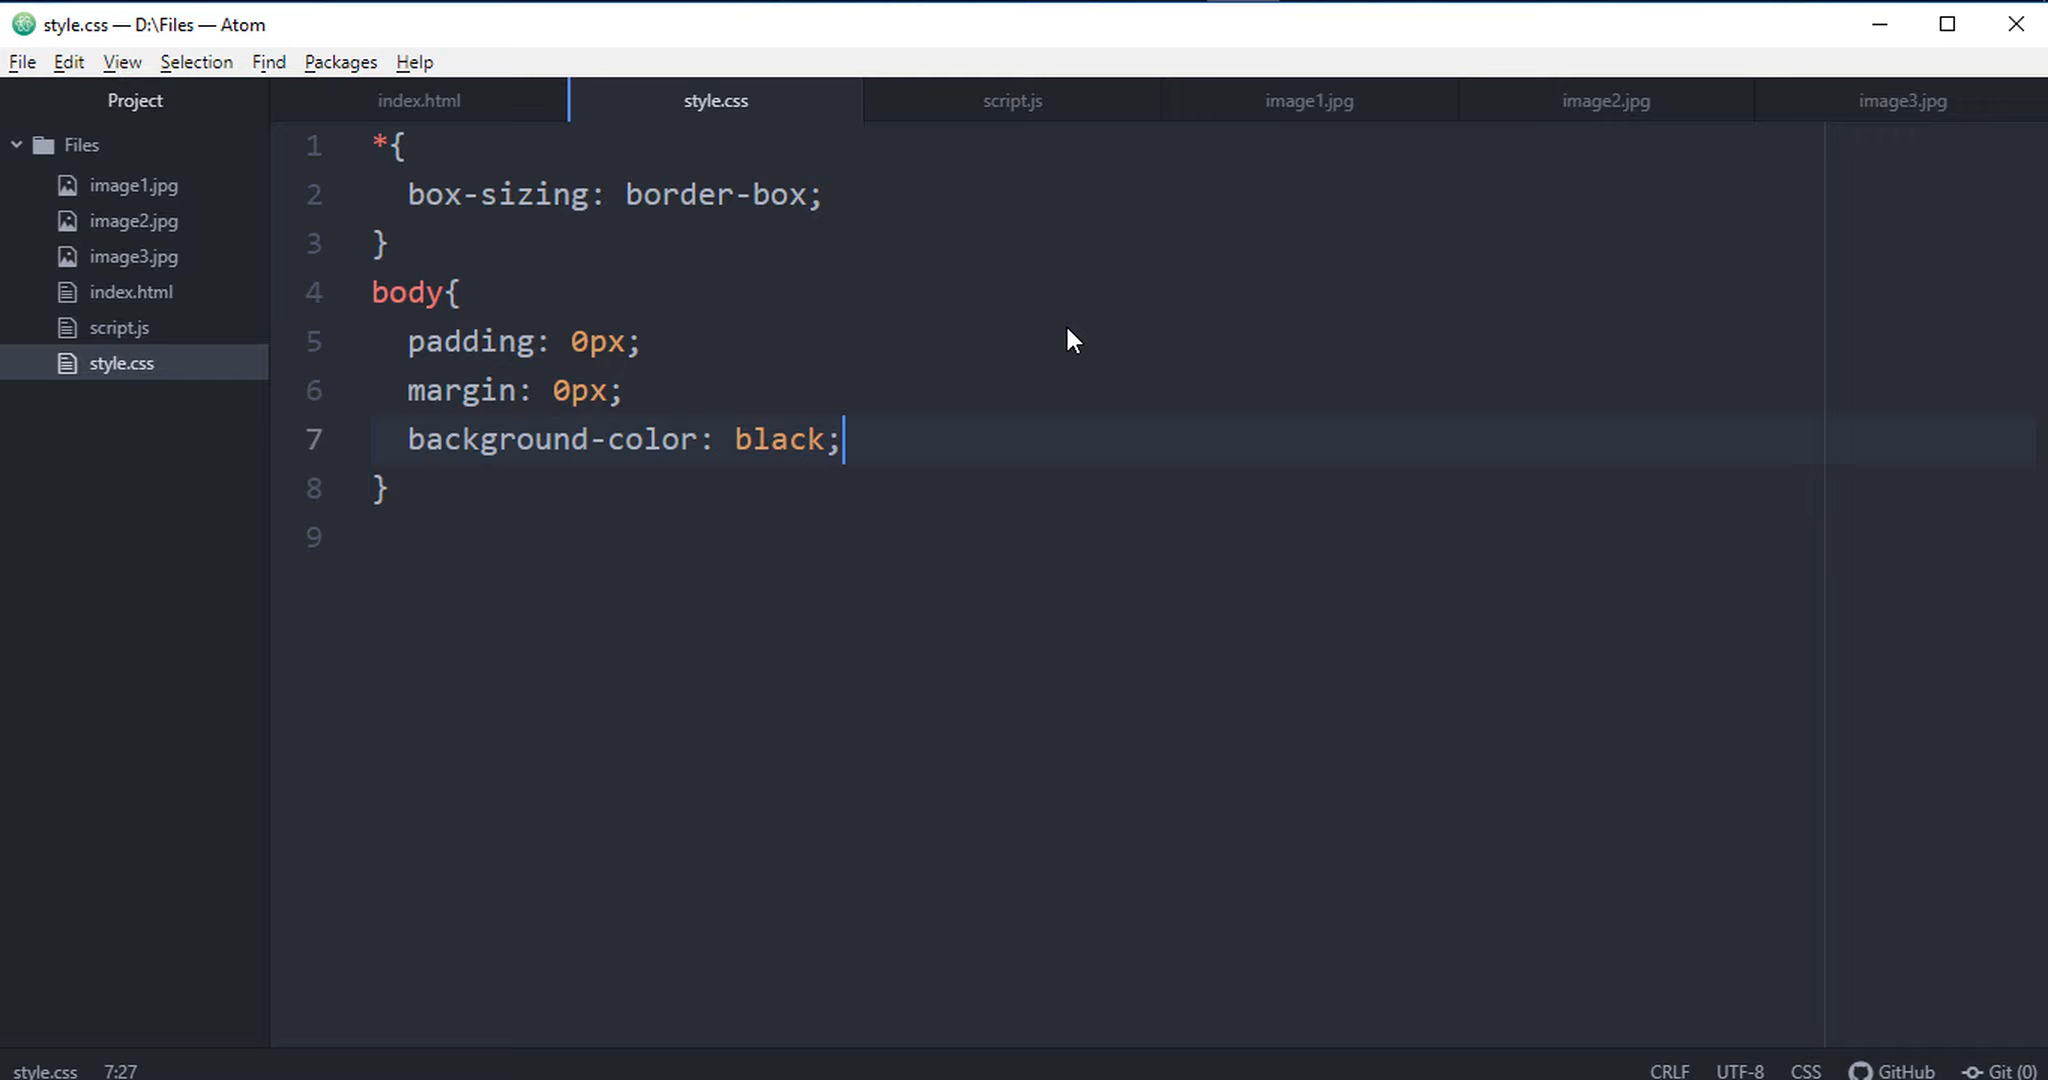 style.css — D:\Files — Atom
File Edit View Selection Find Packages Help
Project
index.html style.css script.js image1.jpg image2.jpg image3.jpg
Files
image1.jpg
image2.jpg
image3.jpg
index.html
script.js
style.css
1 *{
2 box-sizing: border-box;
3 }
4 body{
5 padding: 0px;
6 margin: 0px;
7 background-color: black;
8 }
9
style.css 7:27 CRLF UTF-8 CSS GitHub Git (0)